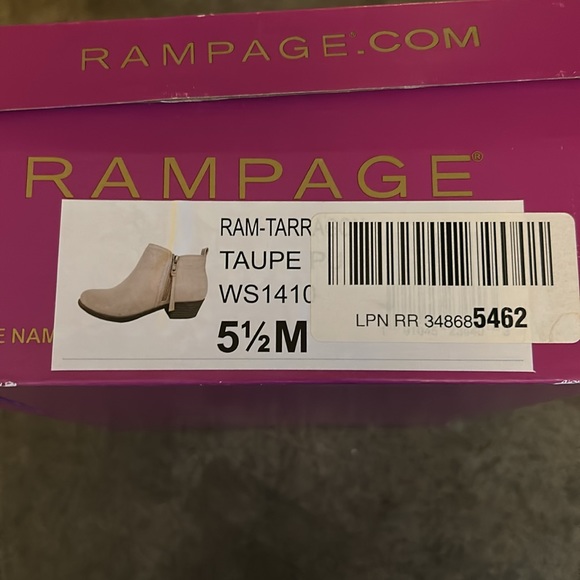 RAMPAGE®.COM
RAMPAGE®
RAM-TARR
TAUPE P
WS1410
5½M
E NAM
LPN RR 348685462